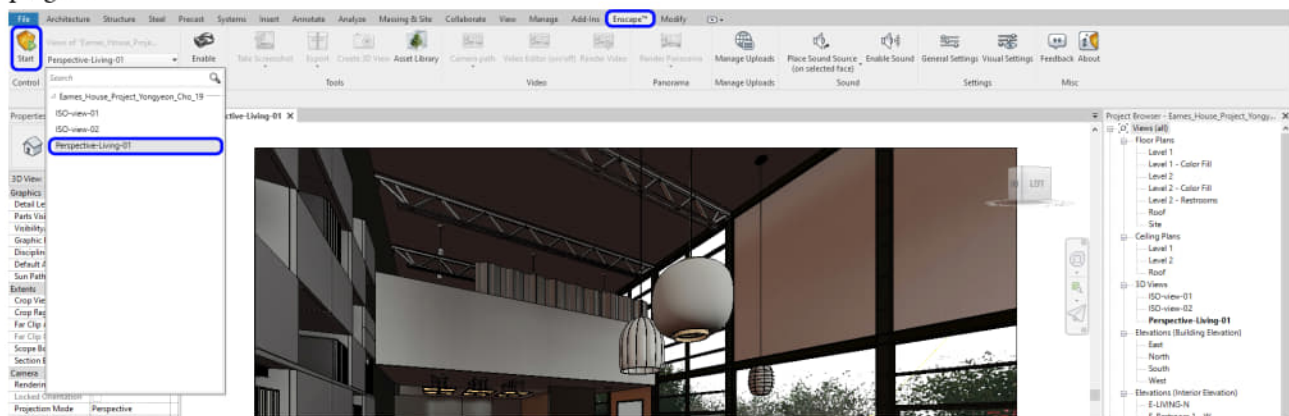 File Architecture Structure Steel Precast Systems Insert Annotate Analyze Massing & Site Collaborate View Manage Add-Ins Enscape™ Modify
Views of 'Eames_House_Proje...
Perspective-Living-01
Start Enable Take Screenshot Export Create 3D View Asset Library Camera path Video Editor (on/off) Render Video Render Panorama Manage Uploads Place Sound Source Enable Sound General Settings Visual Settings Feedback About
(on selected face)
Control Tools Video Panorama Manage Uploads Sound Settings Misc
Search
Eames_House_Project_Yongyeon_Cho_19
ISO-view-01
ISO-view-02
Perspective-Living-01
Properties
ctive-Living-01 X
Project Browser - Eames_House_Project_Yongy... X
Views (all)
Floor Plans
Level 1
Level 1 - Color Fill
Level 2
Level 2 - Color Fill
Level 2 - Restrooms
Roof
Site
Ceiling Plans
Level 1
Level 2
Roof
3D Views
ISO-view-01
ISO-view-02
Perspective-Living-01
Elevations (Building Elevation)
East
North
South
West
Elevations (Interior Elevation)
E-LIVING-N
3D View
Graphics
Detail Le
Parts Visi
Visibility
Graphic
Disciplin
Default A
Sun Path
Extents
Crop Vie
Crop Reg
Far Clip
Far Clip
Scope Bo
Section B
Camera
Renderin
Locked Orientation
Projection Mode Perspective
LEFT